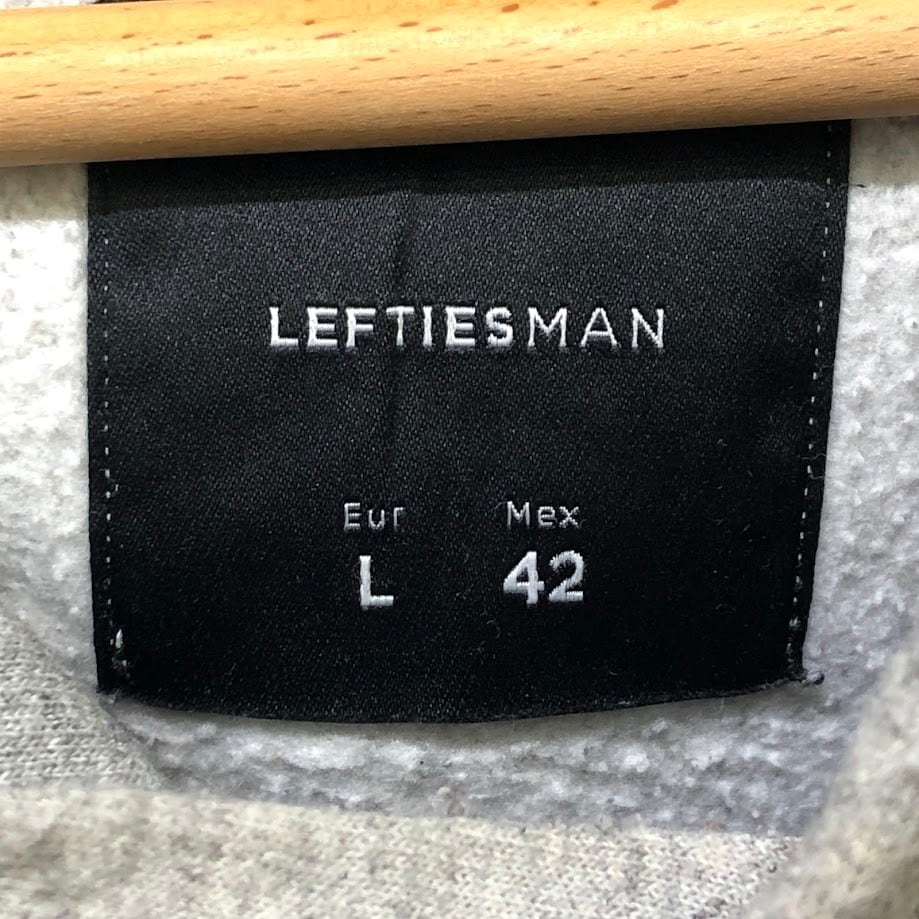 LEFTIESMAN
Eur Mex
L 42